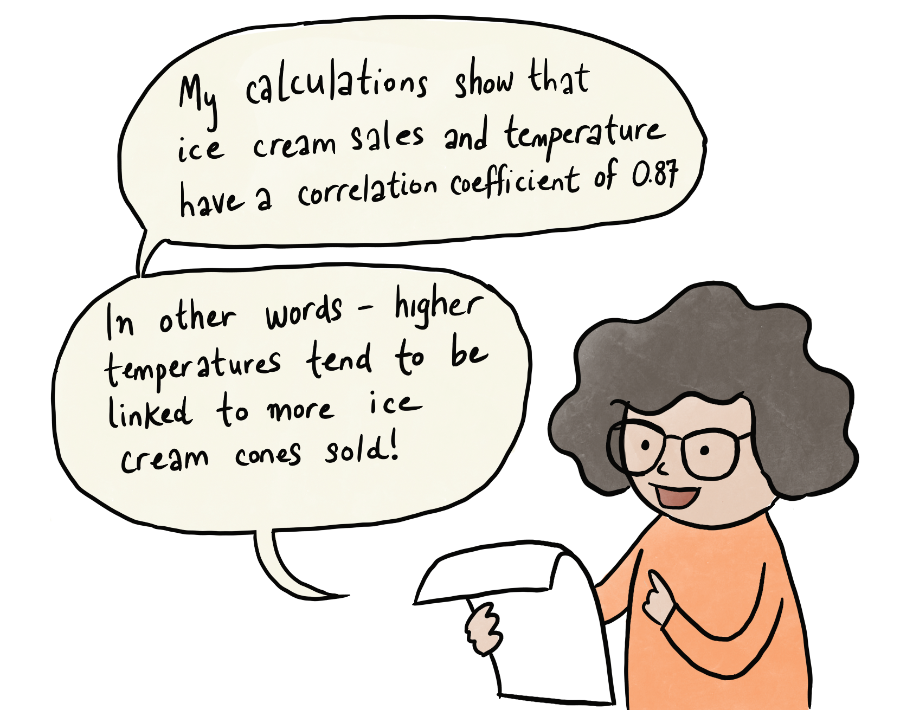 My calculations show that
ice cream sales and temperature
have a correlation coefficient of 0.87
In other words – higher
temperatures tend to be
linked to more ice
cream cones sold!